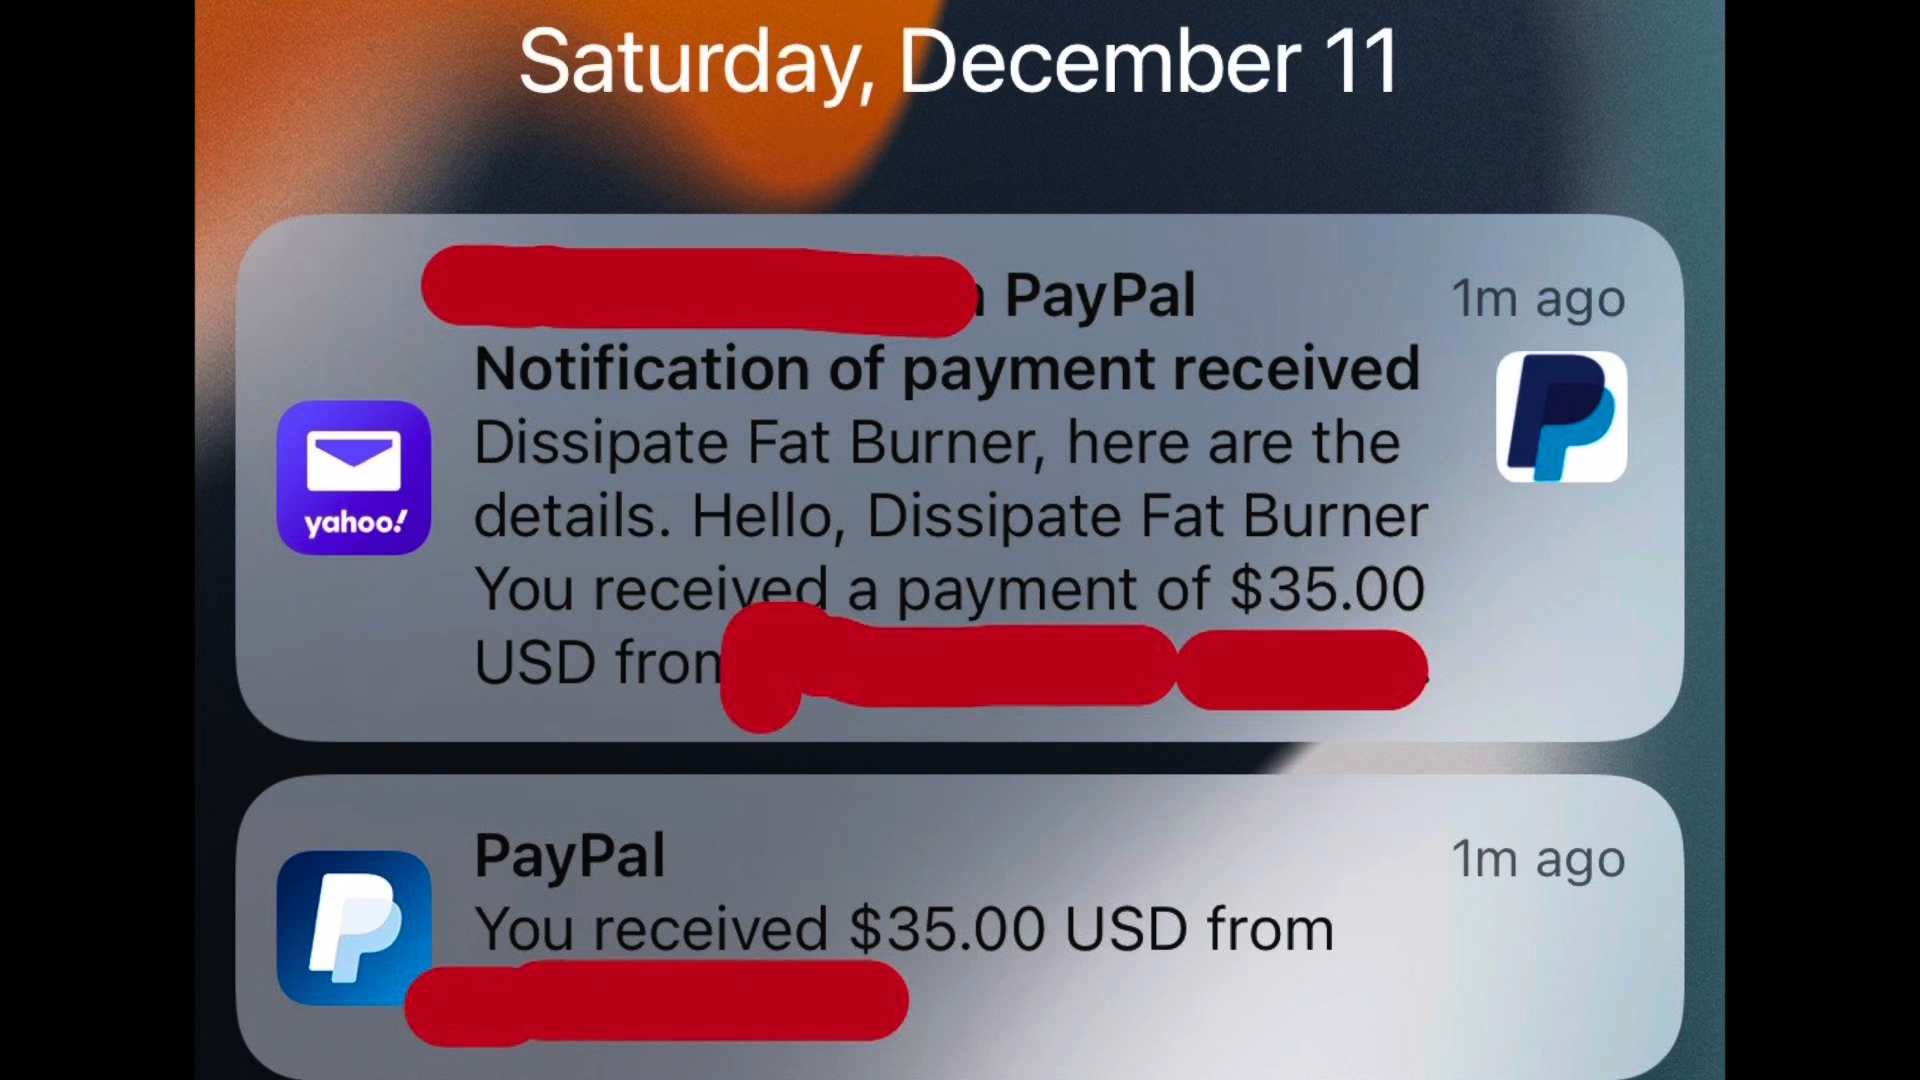 Saturday, December 11
PayPal
1m ago
Notification of payment received
Dissipate Fat Burner, here are the
details. Hello, Dissipate Fat Burner
You received a payment of $35.00
USD from
yahoo!
PayPal
1m ago
You received $35.00 USD from